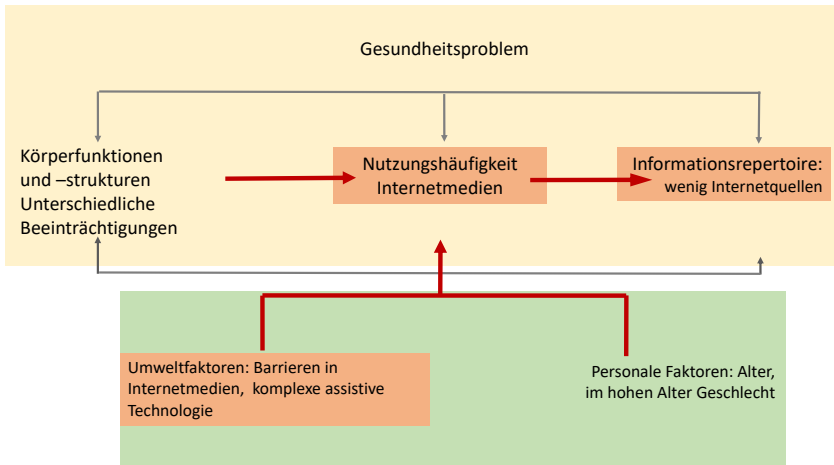 Gesundheitsproblem
Körperfunktionen
und –strukturen
Unterschiedliche
Beeinträchtigungen
Nutzungshäufigkeit
Internetmedien
Informationsrepertoire:
wenig Internetquellen
Umweltfaktoren: Barrieren in
Internetmedien, komplexe assistive
Technologie
Personale Faktoren: Alter,
im hohen Alter Geschlecht